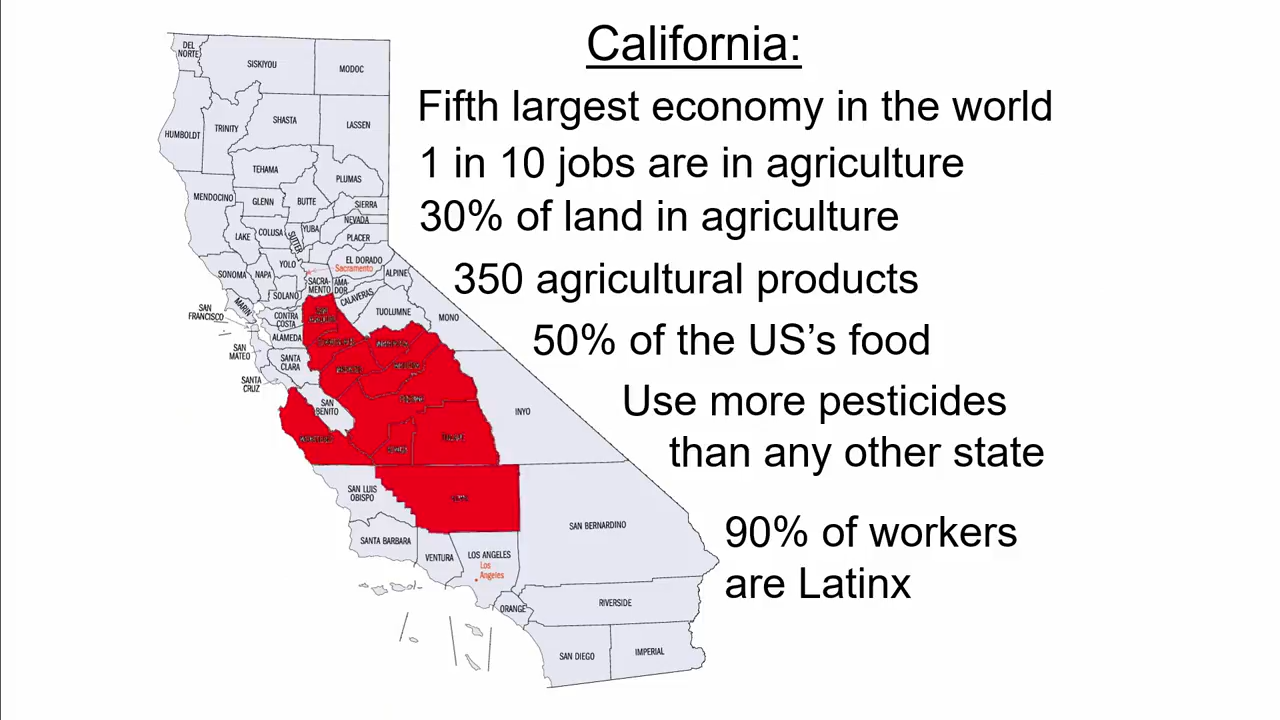 California:
Fifth largest economy in the world
1 in 10 jobs are in agriculture
30% of land in agriculture
350 agricultural products
50% of the US’s food
Use more pesticides
than any other state
90% of workers
are Latinx
DEL
NORTE
SISKIYOU
MODOC
HUMBOLDT
TRINITY
SHASTA
LASSEN
TEHAMA
PLUMAS
MENDOCINO
GLENN
BUTTE
SIERRA
NEVADA
LAKE
COLUSA
SUTTER
YUBA
PLACER
EL DORADO
Sacramento
SONOMA
NAPA
YOLO
SACRA-
MENTO
AMA-
DOR
ALPINE
SOLANO
CALAVERAS
MARIN
TUOLUMNE
MONO
SAN
FRANCISCO
CONTRA
COSTA
ALAMEDA
SAN
MATEO
SANTA
CLARA
SANTA
CRUZ
SAN
BENITO
INYO
SAN LUIS
OBISPO
SAN BERNARDINO
SANTA BARBARA
VENTURA
LOS ANGELES
Los
Angeles
ORANGE
RIVERSIDE
SAN DIEGO
IMPERIAL